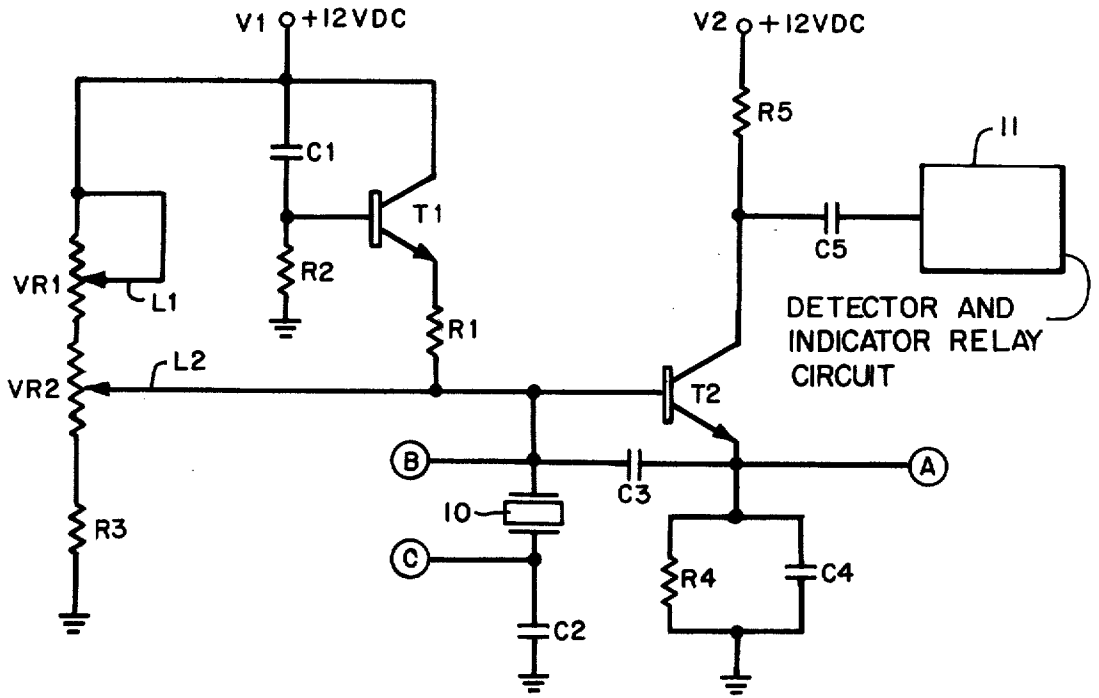 V1 +12VDC
V2 +12VDC
R5
11
C1
T1
C5
R2
VR1
L1
DETECTOR AND
INDICATOR RELAY
CIRCUIT
R1
L2
VR2
T2
B
A
C3
10
R3
C
R4
C4
C2